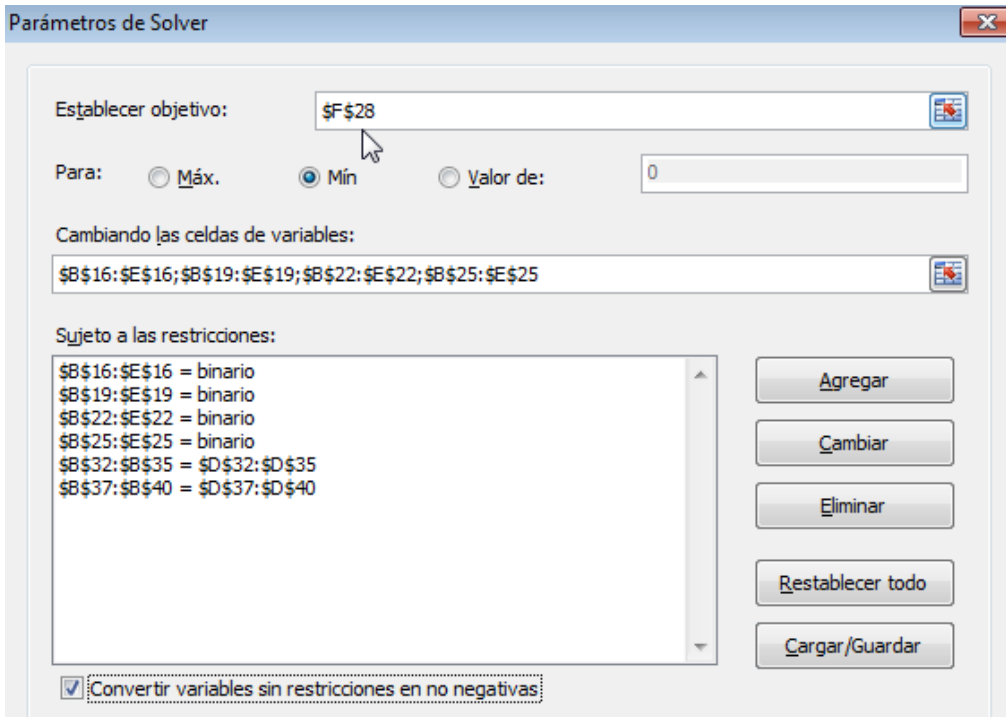 Parámetros de Solver
Establecer objetivo: $F$28
Para: Máx. Mín Valor de: 0
Cambiando las celdas de variables:
$B$16:$E$16;$B$19:$E$19;$B$22:$E$22;$B$25:$E$25
Sujeto a las restricciones:
$B$16:$E$16 = binario
$B$19:$E$19 = binario
$B$22:$E$22 = binario
$B$25:$E$25 = binario
$B$32:$B$35 = $D$32:$D$35
$B$37:$B$40 = $D$37:$D$40
Agregar
Cambiar
Eliminar
Restablecer todo
Cargar/Guardar
Convertir variables sin restricciones en no negativas